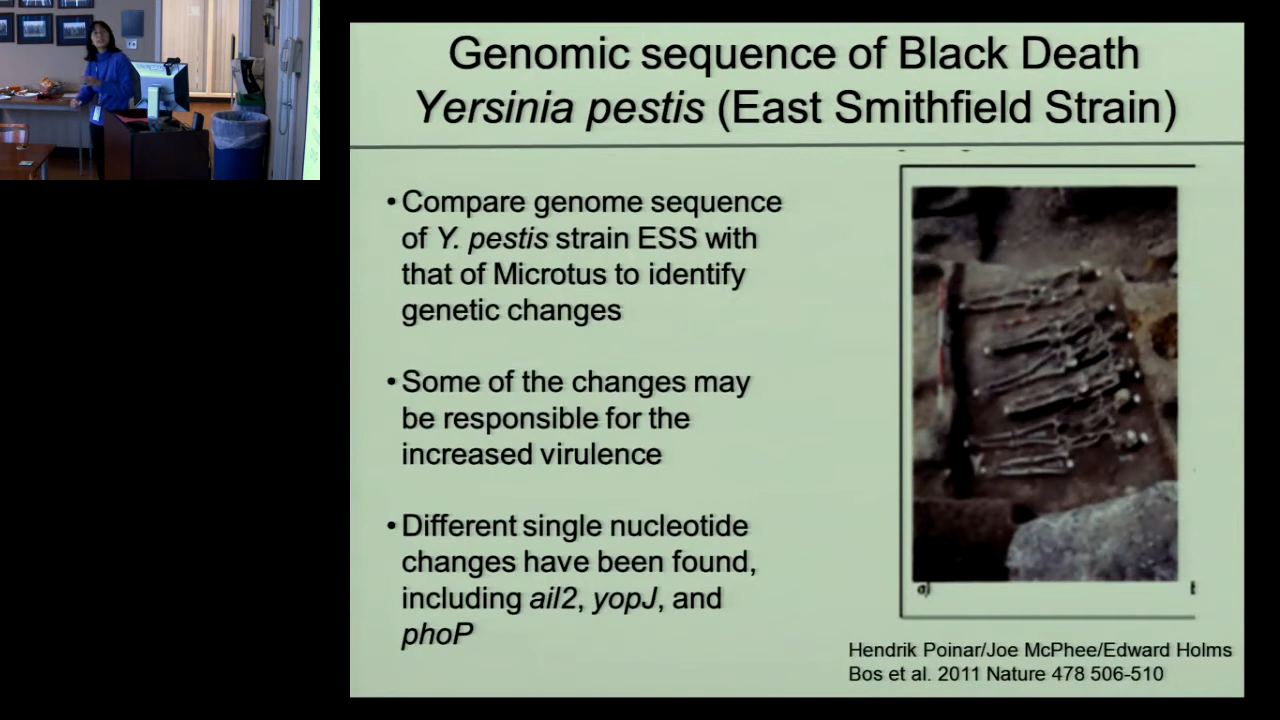 Genomic sequence of Black Death
Yersinia pestis (East Smithfield Strain)
•Compare genome sequence
of Y. pestis strain ESS with
that of Microtus to identify
genetic changes
•Some of the changes may
be responsible for the
increased virulence
•Different single nucleotide
changes have been found,
including ail2, yopJ, and
phoP
a)
Hendrik Poinar/Joe McPhee/Edward Holms
Bos et al. 2011 Nature 478 506-510